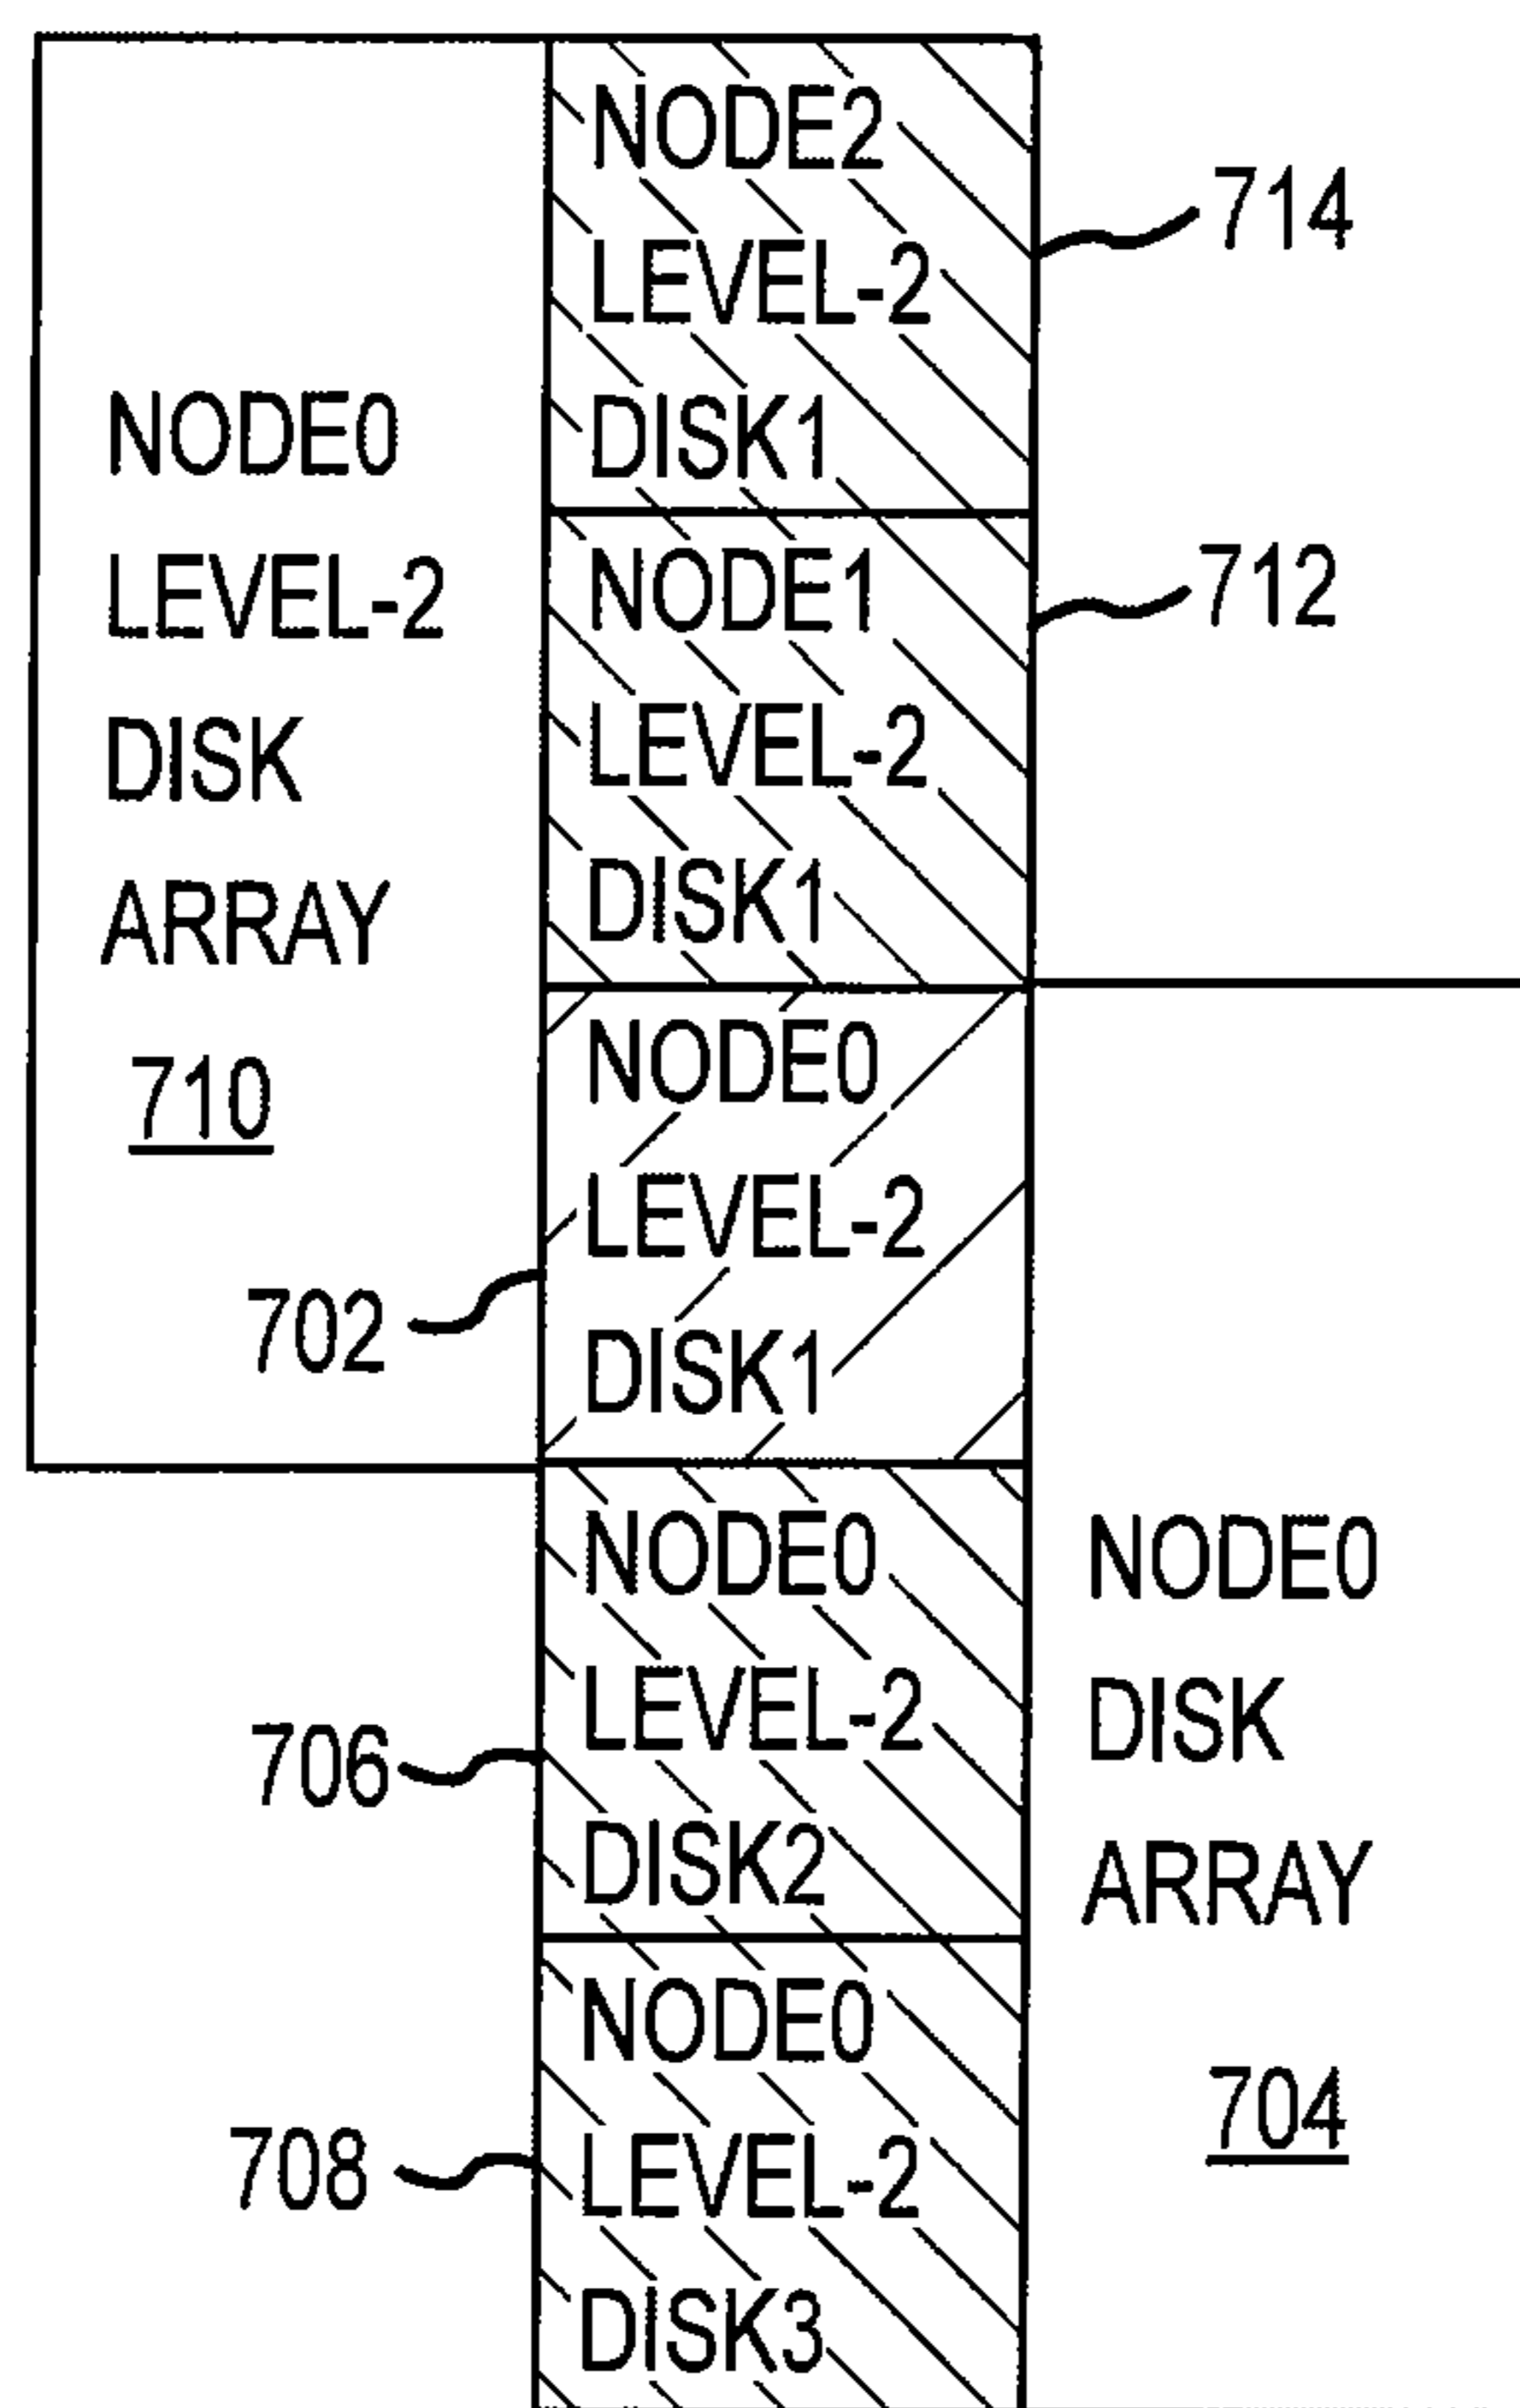 NODE2
LEVEL-2
DISK1
714
NODE1
LEVEL-2
DISK1
712
NODE0
LEVEL-2
DISK
ARRAY
710
NODE0
LEVEL-2
DISK1
702
NODE0
LEVEL-2
DISK2
706
NODE0
DISK
ARRAY
704
NODE0
LEVEL-2
DISK3
708